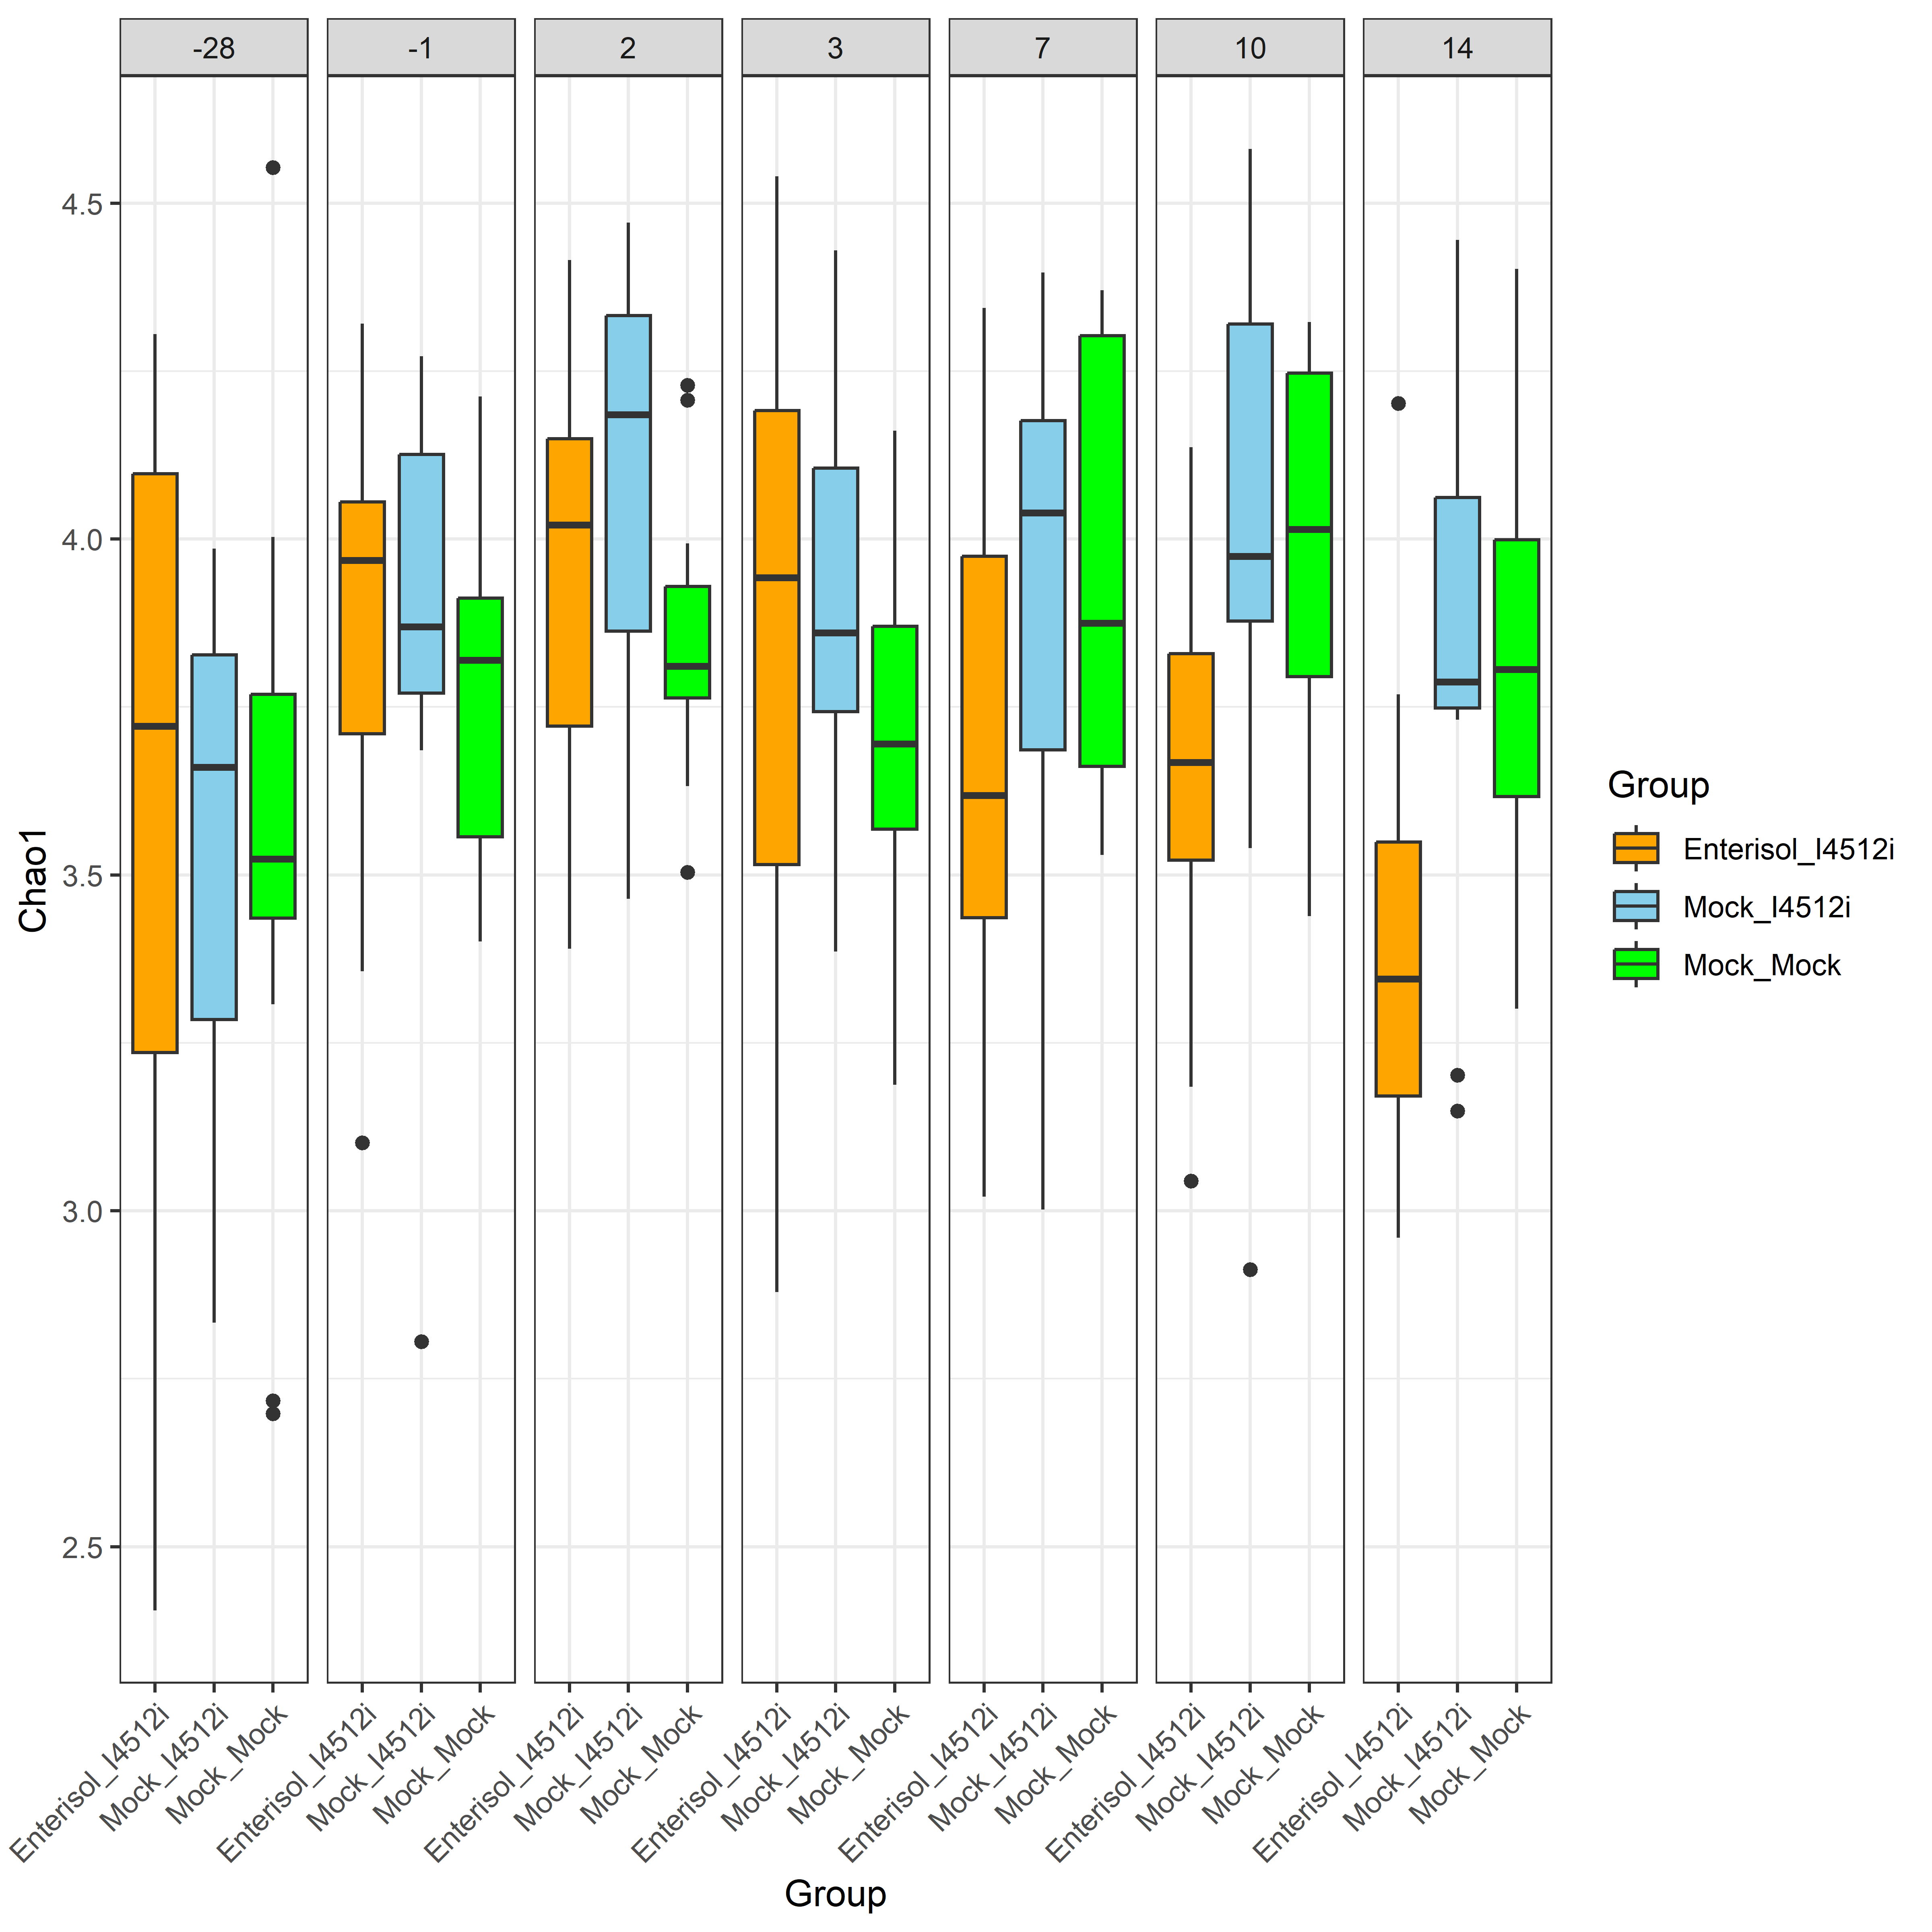 -28 -1 2 3 7 10 14
4.5
4.0
3.5
3.0
2.5
Chao1
Enterisol_I4512i Mock_I4512i Mock_Mock Enterisol_I4512i Mock_I4512i Mock_Mock Enterisol_I4512i Mock_I4512i Mock_Mock Enterisol_I4512i Mock_I4512i Mock_Mock Enterisol_I4512i Mock_I4512i Mock_Mock Enterisol_I4512i Mock_I4512i Mock_Mock Enterisol_I4512i Mock_I4512i Mock_Mock
Group
Group
Enterisol_I4512i
Mock_I4512i
Mock_Mock